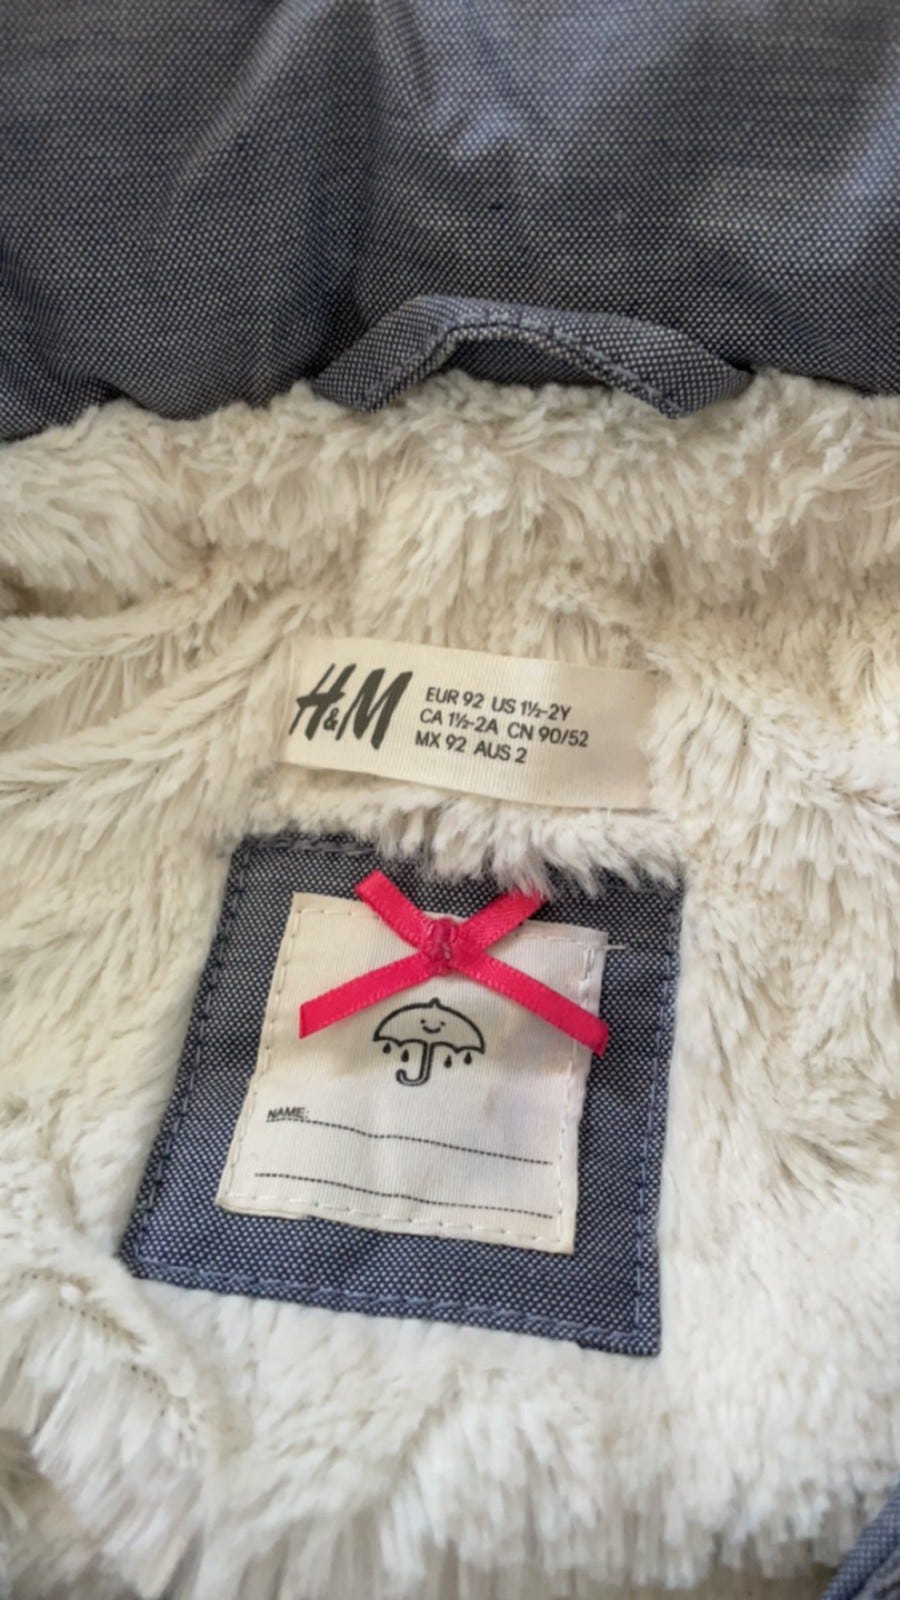 H&M
EUR 92 US 1½-2Y
CA 1½-2A CN 90/52
MX 92 AUS 2
NAME: